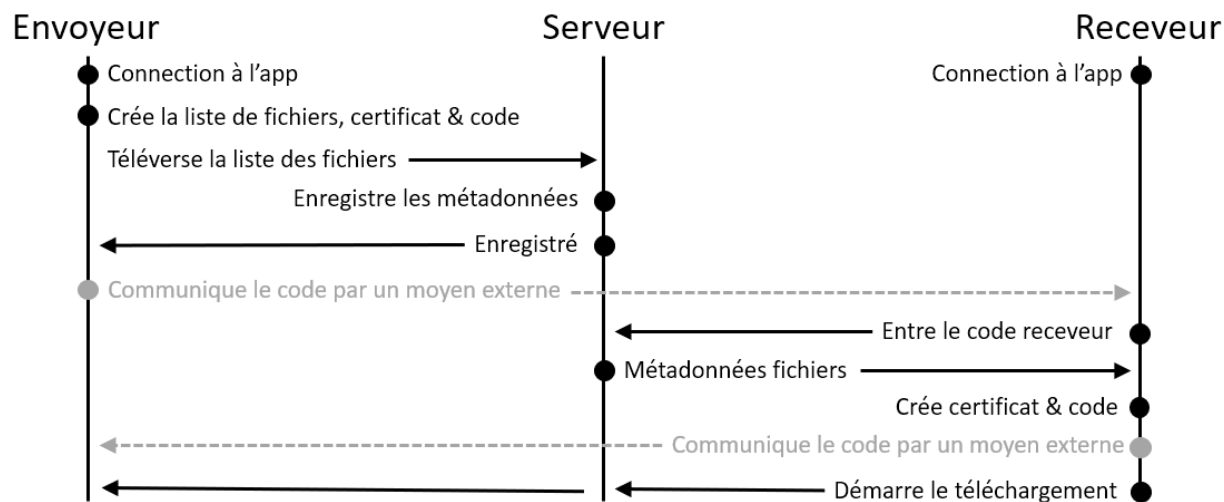 Envoyeur Serveur Receveur
Connection à l'app Connection à l'app
Crée la liste de fichiers, certificat & code
Téléverse la liste des fichiers
Enregistre les métadonnées
Enregistré
Communique le code par un moyen externe
Entre le code receveur
Métadonnées fichiers
Crée certificat & code
Communique le code par un moyen externe
Démarre le téléchargement